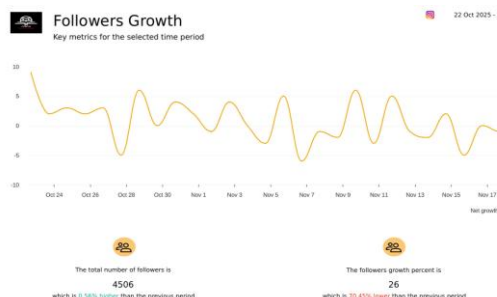 Followers Growth
22 Oct 2025 -
Key metrics for the selected time period
10
5
0
-5
-10
Oct 24 Oct 26 Oct 28 Oct 30 Nov 1 Nov 3 Nov 5 Nov 7 Nov 9 Nov 11 Nov 13 Nov 15 Nov 17
Net growth
The total number of followers is
The followers growth percent is
4506
26
which is 0.56% higher than the previous period
which is 70.45% lower than the previous period